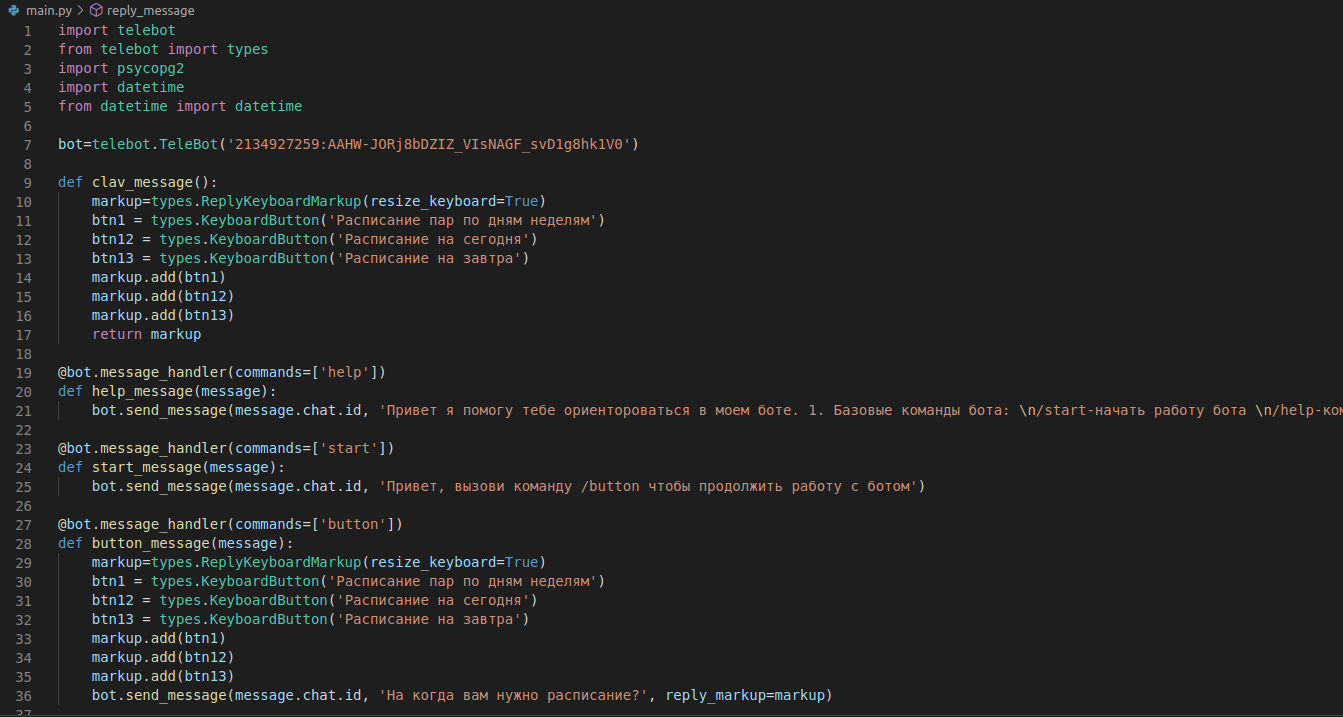 main.py > reply_message
1 import telebot
2 from telebot import types
3 import psycopg2
4 import datetime
5 from datetime import datetime
6
7 bot=telebot.TeleBot('2134927259:AAHW-JORj8bDZIZ_VIsNAGF_svD1g8hk1V0')
8
9 def clav_message():
10     markup=types.ReplyKeyboardMarkup(resize_keyboard=True)
11     btn1 = types.KeyboardButton('Расписание пар по дням неделям')
12     btn12 = types.KeyboardButton('Расписание на сегодня')
13     btn13 = types.KeyboardButton('Расписание на завтра')
14     markup.add(btn1)
15     markup.add(btn12)
16     markup.add(btn13)
17     return markup
18
19 @bot.message_handler(commands=['help'])
20 def help_message(message):
21     bot.send_message(message.chat.id, 'Привет я помогу тебе ориентороваться в моем боте. 1. Базовые команды бота: \n/start-начать работу бота \n/help-ком
22
23 @bot.message_handler(commands=['start'])
24 def start_message(message):
25     bot.send_message(message.chat.id, 'Привет, вызови команду /button чтобы продолжить работу с ботом')
26
27 @bot.message_handler(commands=['button'])
28 def button_message(message):
29     markup=types.ReplyKeyboardMarkup(resize_keyboard=True)
30     btn1 = types.KeyboardButton('Расписание пар по дням неделям')
31     btn12 = types.KeyboardButton('Расписание на сегодня')
32     btn13 = types.KeyboardButton('Расписание на завтра')
33     markup.add(btn1)
34     markup.add(btn12)
35     markup.add(btn13)
36     bot.send_message(message.chat.id, 'На когда вам нужно расписание?', reply_markup=markup)
37